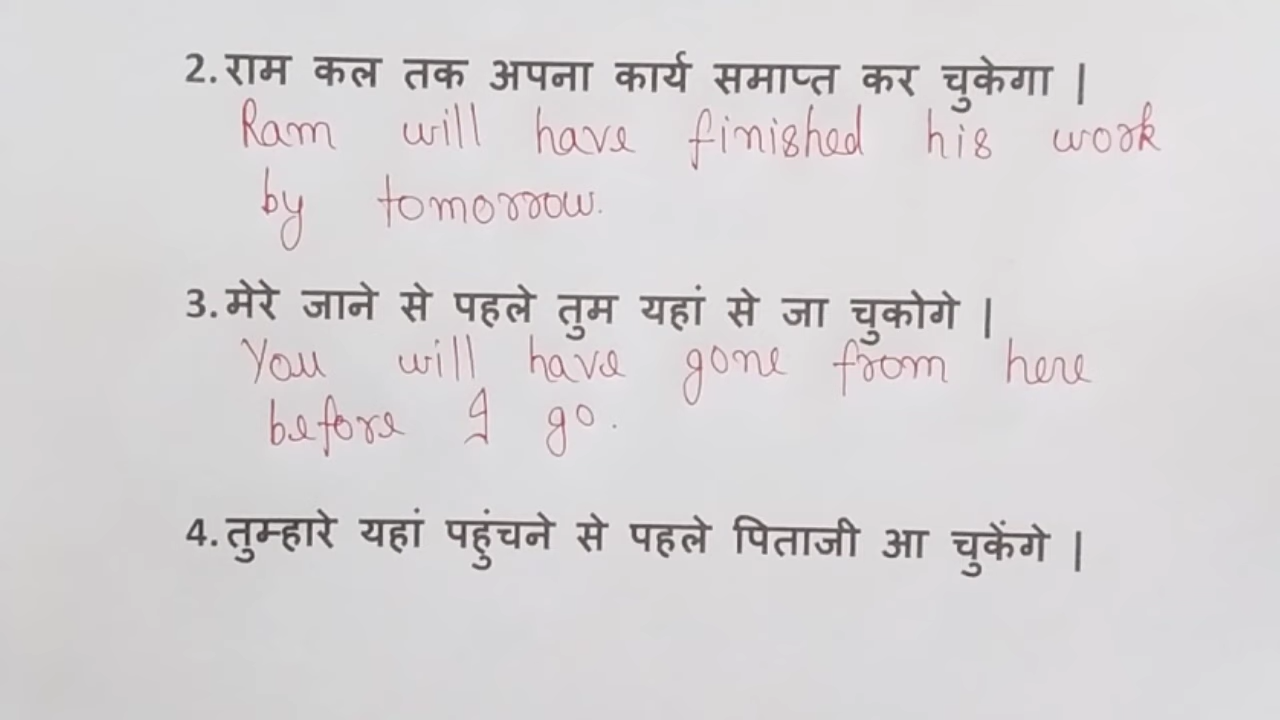 2. राम कल तक अपना कार्य समाप्त कर चुकेगा |
Ram will have finished his work
by tomorrow.
3. मेरे जाने से पहले तुम यहां से जा चुकोगे |
You will have gone from here
before I go.
4. तुम्हारे यहां पहुंचने से पहले पिताजी आ चुकेंगे |